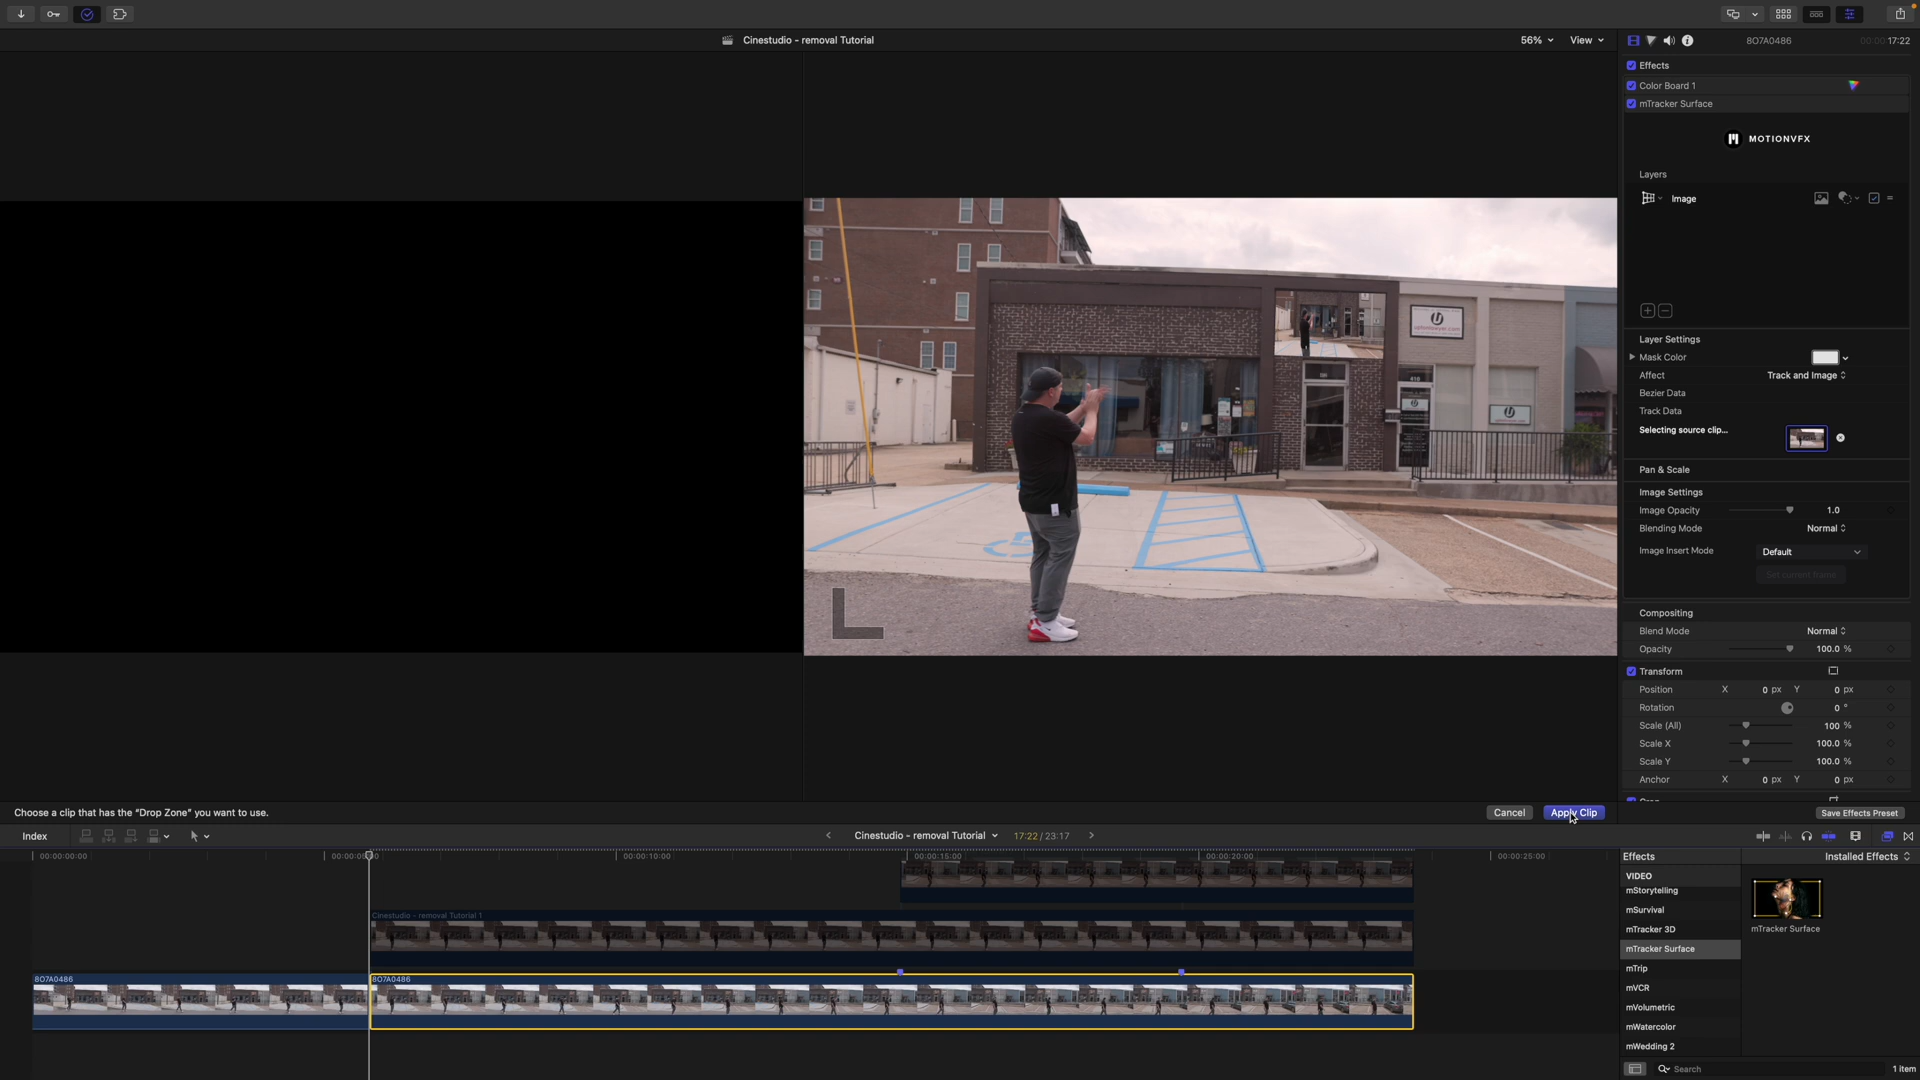 Cinestudio - removal Tutorial
56%
View
8O7A0486
00:00:17:22
Effects
Color Board 1
mTracker Surface
MOTIONVFX
Layers
Image
Layer Settings
Mask Color
Affect
Track and Image
Bezier Data
Track Data
Selecting source clip...
Pan & Scale
Image Settings
Image Opacity
1.0
Blending Mode
Normal
Image Insert Mode
Default
Set current frame
Compositing
Blend Mode
Normal
Opacity
100.0 %
Transform
Position
X 0 px Y 0 px
Rotation
0 °
Scale (All)
100 %
Scale X
100.0 %
Scale Y
100.0 %
Anchor
X 0 px Y 0 px
Choose a clip that has the “Drop Zone” you want to use.
Cancel
Apply Clip
Save Effects Preset
Index
Cinestudio - removal Tutorial
17:22 / 23:17
00:00:00:00
00:00:10:00
00:00:15:00
00:00:20:00
00:00:25:00
Cinestudio - removal Tutorial 1
8O7A0486
8O7A0486
Effects
Installed Effects
VIDEO
mStorytelling
mSurvival
mTracker 3D
mTracker Surface
mTrip
mVCR
mVolumetric
mWatercolor
mWedding 2
mTracker Surface
Search
1 item